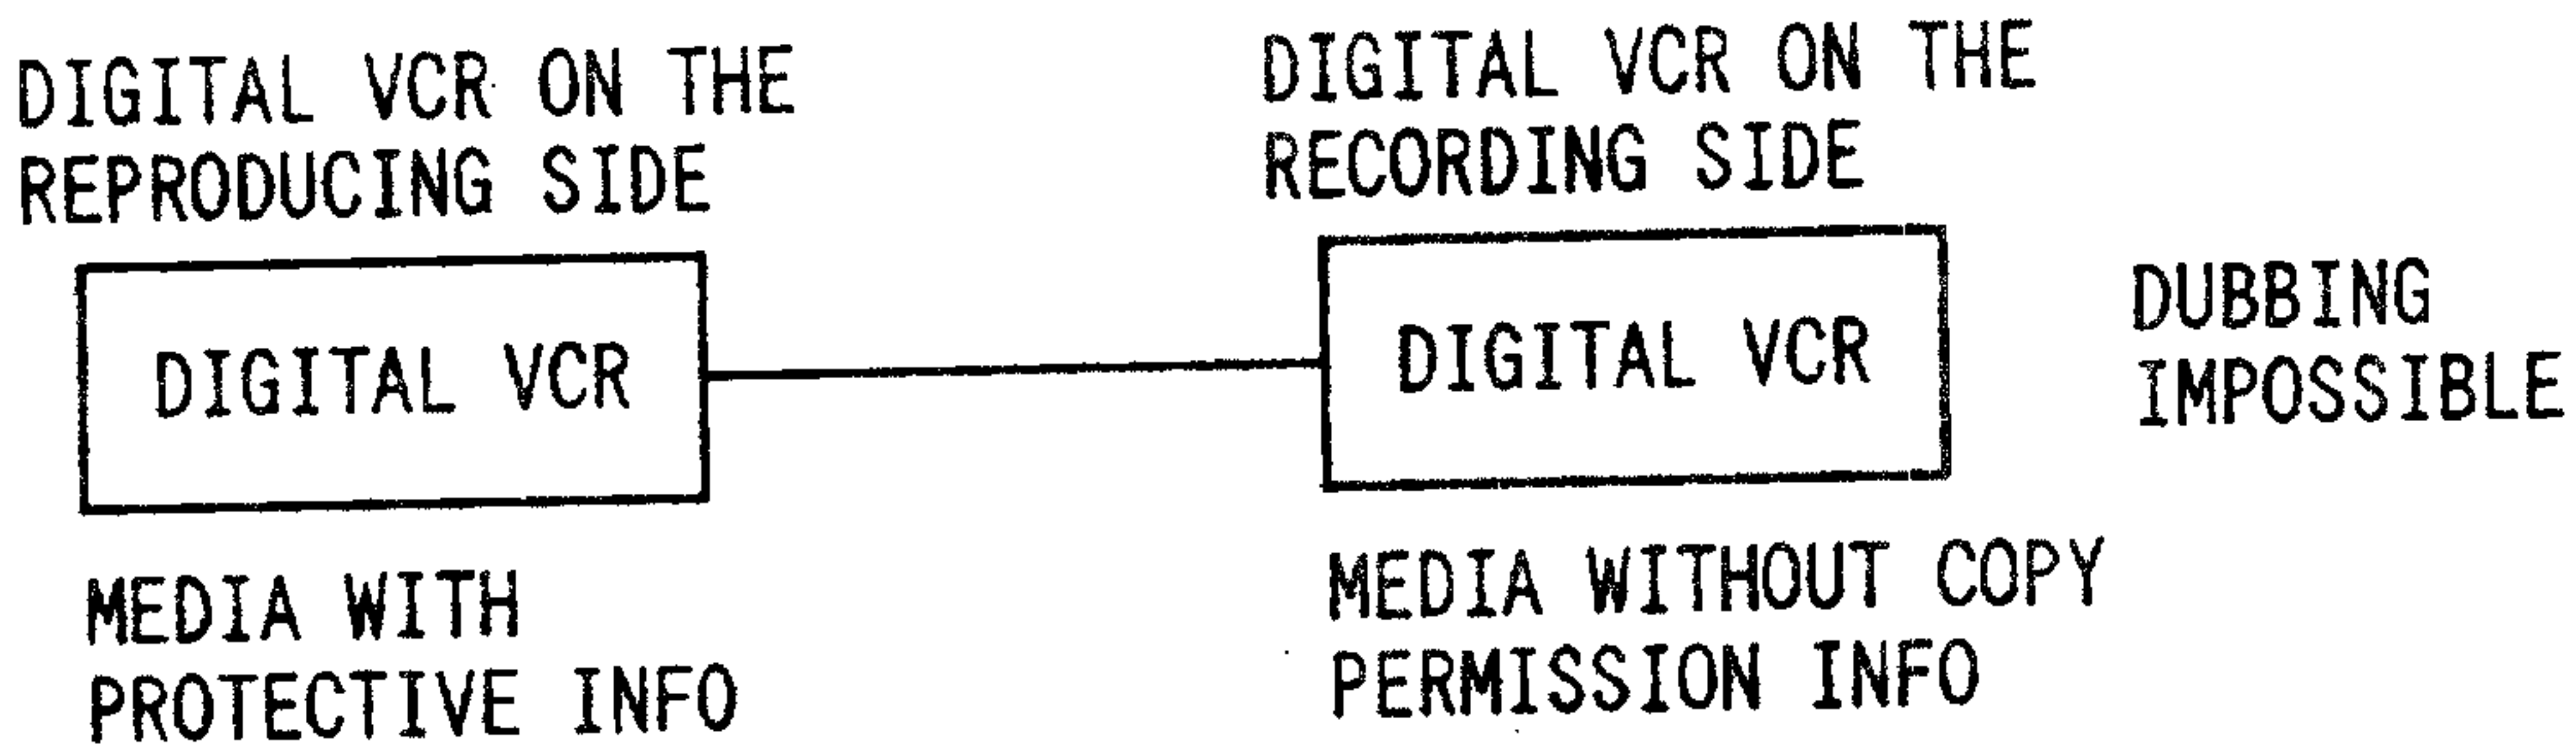 DIGITAL VCR ON THE
REPRODUCING SIDE
DIGITAL VCR ON THE
RECORDING SIDE
DIGITAL VCR
DIGITAL VCR
DUBBING
IMPOSSIBLE
MEDIA WITH
PROTECTIVE INFO
MEDIA WITHOUT COPY
PERMISSION INFO